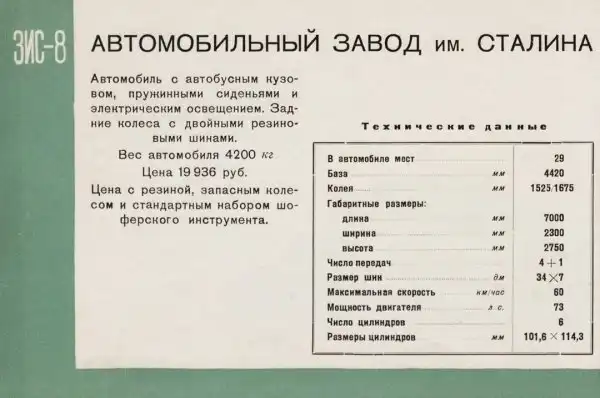 ЗИС-8
АВТОМОБИЛЬНЫЙ ЗАВОД им. СТАЛИНА
Автомобиль с автобусным кузо-
вом, пружинными сиденьями и
электрическим освещением. Зад-
ние колеса с двойными резино-
выми шинами.
Вес автомобиля 4200 кг
Цена 19 936 руб.
Цена с резиной, запасным коле-
сом и стандартным набором шо-
ферского инструмента.
Технические данные
В автомобиле мест 29
База мм 4420
Колея мм 1525/1675
Габаритные размеры:
длина мм 7000
ширина мм 2300
высота мм 2750
Число передач 4 + 1
Размер шин дм 34×7
Максимальная скорость км/час 60
Мощность двигателя л. с. 73
Число цилиндров 6
Размеры цилиндров мм 101,6 × 114,3